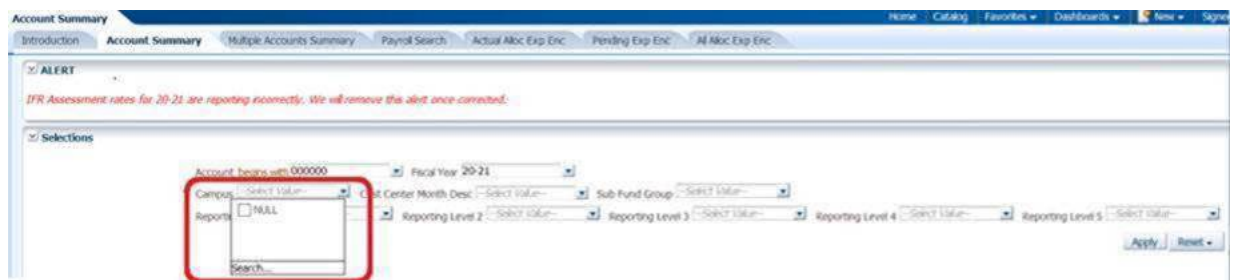 Account Summary Home Catalog Favorites Dashboards New Signe
Introduction Account Summary Multiple Accounts Summary Payroll Search Actual Alloc Exp Enc Pending Exp Enc All Alloc Exp Enc
ALERT
IFR Assessment rates for 20-21 are reporting incorrectly. We will remove this alert once corrected.
Selections
Account begins with 000000 Fiscal Year 20-21
Campus --Select Value-- st Center Month Desc --Select Value-- Sub Fund Group --Select Value--
Reporti Reporting Level 2 --Select Value-- Reporting Level 3 --Select Value-- Reporting Level 4 --Select Value-- Reporting Level 5 --Select Value--
NULL
Apply Reset
Search...